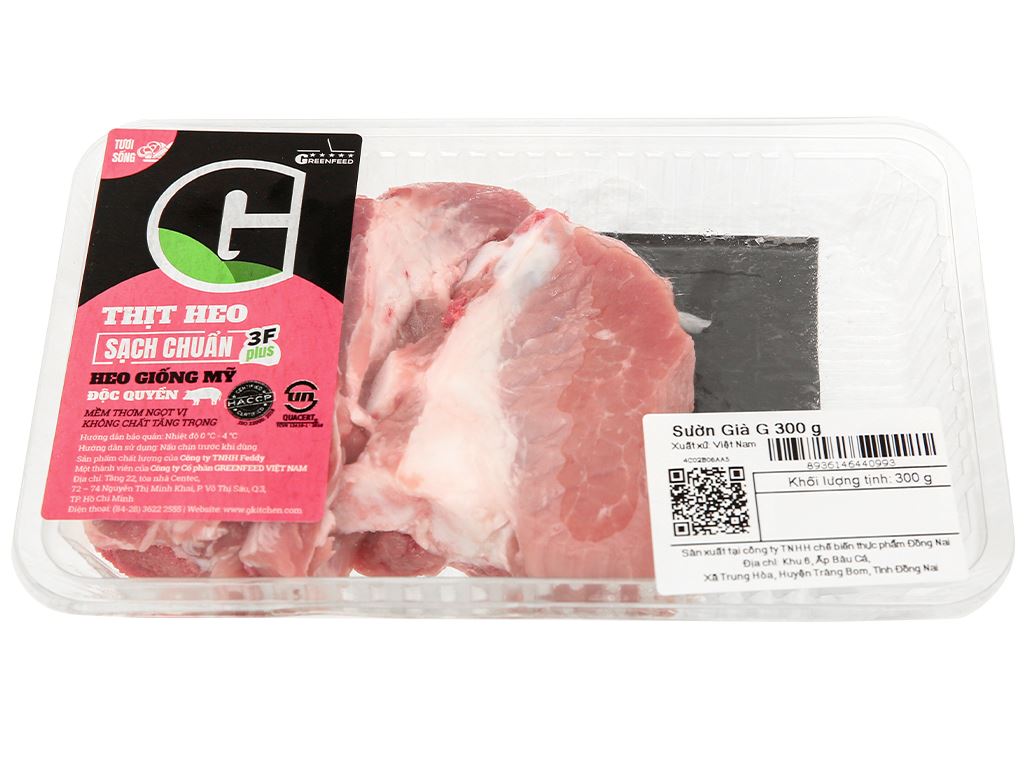 TƯƠI
SỐNG
GREENFEED
G
THỊT HEO
SẠCH CHUẨN 3F
plus
HEO GIỐNG MỸ
ĐỘC QUYỀN
MỀM THƠM NGỌT VỊ
KHÔNG CHẤT TĂNG TRỌNG
CERTIFIED
HACCP
CERTIFIED
QUACERT
Hướng dẫn bảo quản: Nhiệt độ 0 °C - 4 °C
Hướng dẫn sử dụng: Nấu chín trước khi dùng
Sản phẩm chất lượng của Công ty TNHH Feddy
Một thành viên của Công ty Cổ phần GREENFEED VIỆT NAM
Địa chỉ: Tầng 22, tòa nhà Centec,
72 – 74 Nguyễn Thị Minh Khai, P. Võ Thị Sáu, Q.3,
TP. Hồ Chí Minh
Điện thoại: (84-28) 3622 2555 | Website: www.gkitchen.com
Sườn Già G 300 g
Xuất xứ: Việt Nam
4C02B06AA5
8936146440993
Khối lượng tịnh: 300 g
Sản xuất tại công ty TNHH chế biến thực phẩm Đồng Nai
Địa chỉ: Khu 6, Ấp Bàu Cá,
Xã Trung Hòa, Huyện Trảng Bom, Tỉnh Đồng Nai